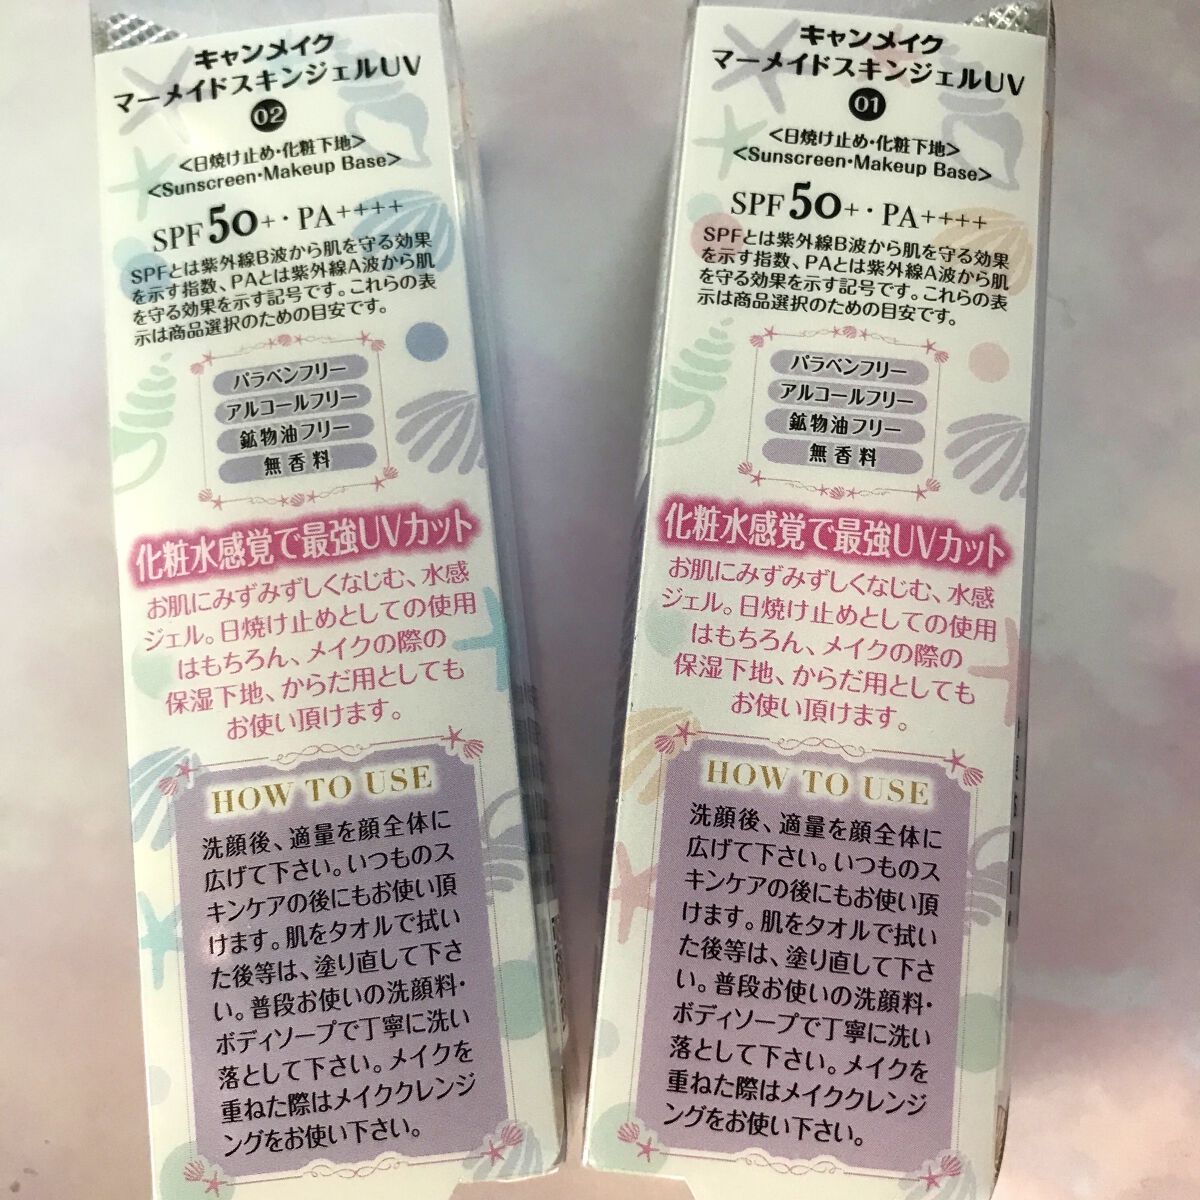 キャンメイク
マーメイドスキンジェルUV
02
<日焼け止め・化粧下地>
<Sunscreen・Makeup Base>
SPF50+・PA++++
SPFとは紫外線B波から肌を守る効果
を示す指数、PAとは紫外線A波から肌
を守る効果を示す記号です。これらの表
示は商品選択のための目安です。
パラベンフリー
アルコールフリー
鉱物油フリー
無香料
化粧水感覚で最強UVカット
お肌にみずみずしくなじむ、水感
ジェル。日焼け止めとしての使用
はもちろん、メイクの際の
保湿下地、からだ用としても
お使い頂けます。
HOW TO USE
洗顔後、適量を顔全体に
広げて下さい。いつものス
キンケアの後にもお使い頂
けます。肌をタオルで拭い
た後等は、塗り直して下さ
い。普段お使いの洗顔料・
ボディソープで丁寧に洗い
落として下さい。メイクを
重ねた際はメイククレンジ
ングをお使い下さい。
キャンメイク
マーメイドスキンジェルUV
01
<日焼け止め・化粧下地>
<Sunscreen・Makeup Base>
SPF50+・PA++++
SPFとは紫外線B波から肌を守る効果
を示す指数、PAとは紫外線A波から肌
を守る効果を示す記号です。これらの表
示は商品選択のための目安です。
パラベンフリー
アルコールフリー
鉱物油フリー
無香料
化粧水感覚で最強UVカット
お肌にみずみずしくなじむ、水感
ジェル。日焼け止めとしての使用
はもちろん、メイクの際の
保湿下地、からだ用としても
お使い頂けます。
HOW TO USE
洗顔後、適量を顔全体に
広げて下さい。いつものス
キンケアの後にもお使い頂
けます。肌をタオルで拭い
た後等は、塗り直して下さ
い。普段お使いの洗顔料・
ボディソープで丁寧に洗い
落として下さい。メイクを
重ねた際はメイククレンジ
ングをお使い下さい。